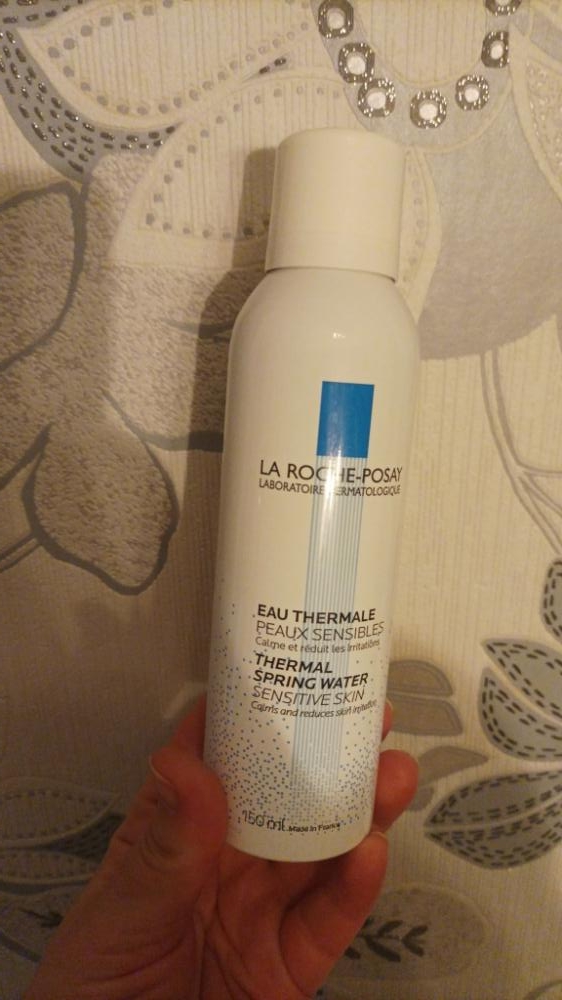 LA ROCHE-POSAY
LABORATOIRE DERMATOLOGIQUE
EAU THERMALE
PEAUX SENSIBLES
Calme et réduit les irritations
THERMAL
SPRING WATER
SENSITIVE SKIN
Calms and reduces skin irritation
150 ml Made in France